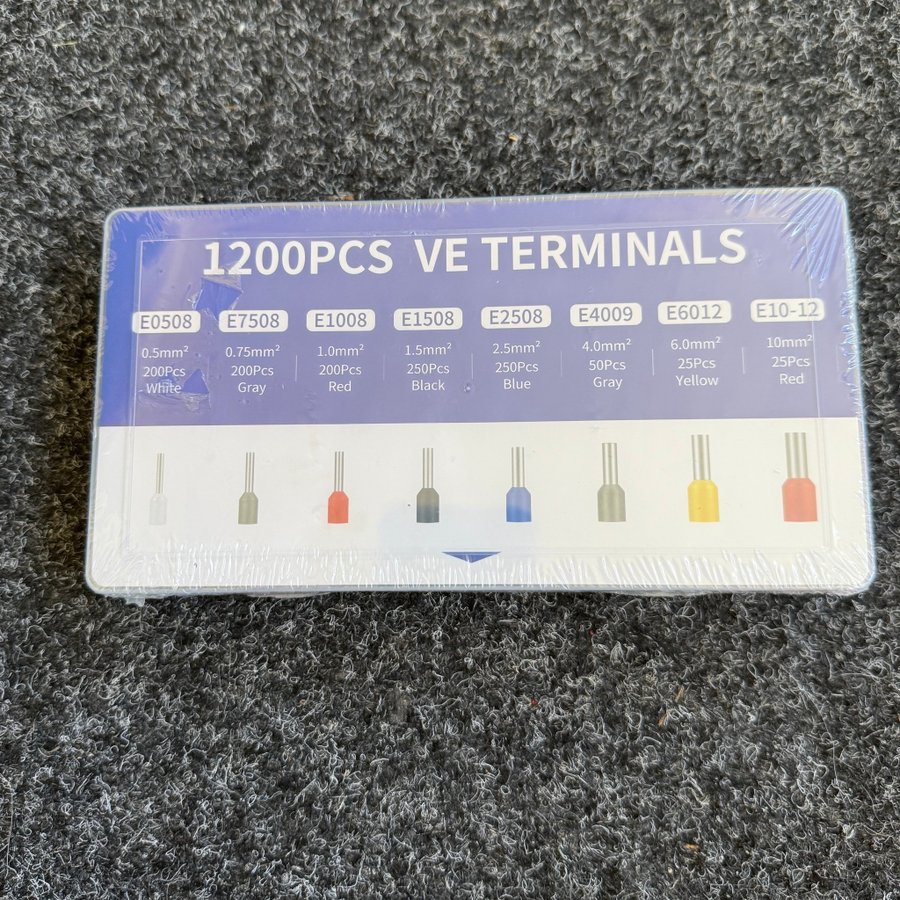 1200PCS VE TERMINALS
E0508 E7508 E1008 E1508 E2508 E4009 E6012 E10-12
0.5mm² 0.75mm² 1.0mm² 1.5mm² 2.5mm² 4.0mm² 6.0mm² 10mm²
200Pcs 200Pcs 200Pcs 250Pcs 250Pcs 50Pcs 25Pcs 25Pcs
White Gray Red Black Blue Gray Yellow Red